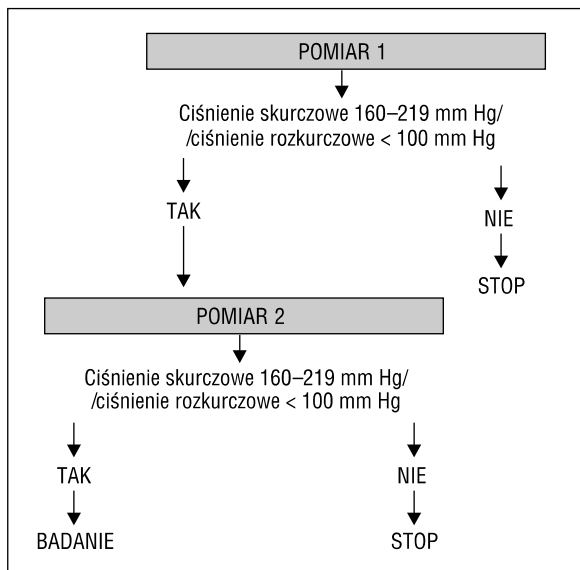 POMIAR 1
Ciśnienie skurczowe 160–219 mm Hg/
/ciśnienie rozkurczowe < 100 mm Hg
TAK
NIE
STOP
POMIAR 2
Ciśnienie skurczowe 160–219 mm Hg/
/ciśnienie rozkurczowe < 100 mm Hg
TAK
NIE
BADANIE
STOP